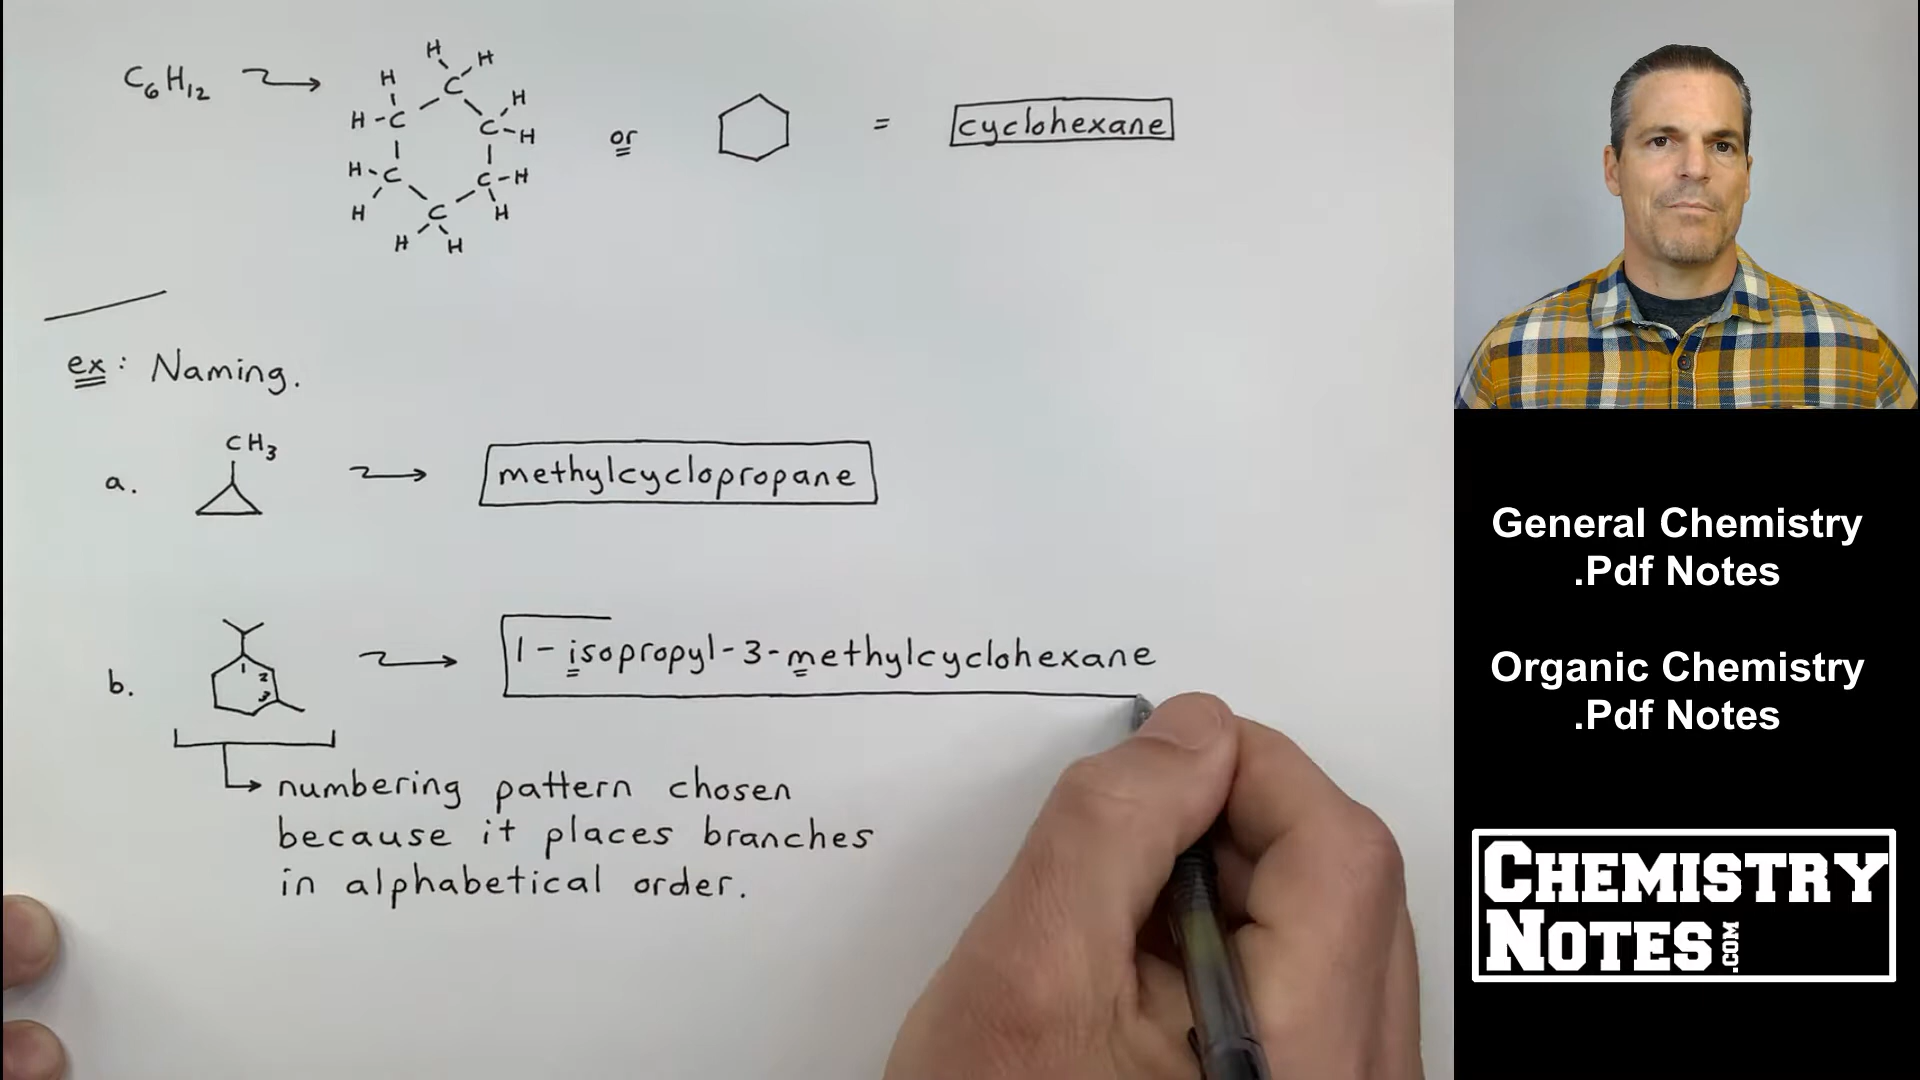 C₆H₁₂
H H
H C H
H-C C-H
or
= cyclohexane
H-C C-H
H C H
H H
ex: Naming.
CH₃
a. methylcyclopropane
b. 1 2 3 1-isopropyl-3-methylcyclohexane
numbering pattern chosen
because it places branches
in alphabetical order.
General Chemistry
.Pdf Notes
Organic Chemistry
.Pdf Notes
CHEMISTRY
NOTES.COM